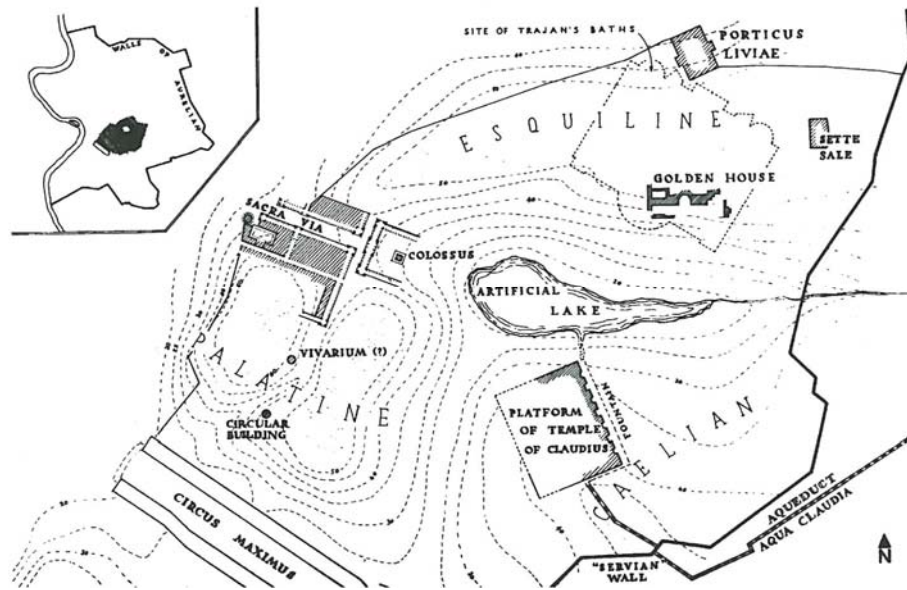 WALLS OF
AURELIAN
SITE OF TRAJAN'S BATHS
PORTICUS
LIVIAE
ESQUILINE
SETTE
SALE
GOLDEN HOUSE
SACRA VIA
COLOSSUS
ARTIFICIAL
LAKE
PALATINE
VIVARIUM (?)
CIRCULAR
BUILDING
PLATFORM
OF TEMPLE
OF CLAUDIUS
FOUNTAIN
CAELIAN
CIRCUS
MAXIMUS
AQUEDUCT
AQUA CLAUDIA
"SERVIAN"
WALL
N